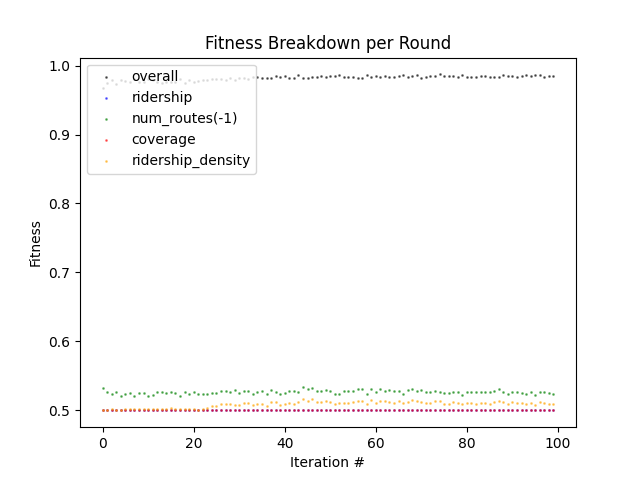 Fitness Breakdown per Round
overall
ridership
num_routes(-1)
coverage
ridership_density
Fitness
1.0
0.9
0.8
0.7
0.6
0.5
0 20 40 60 80 100
Iteration #